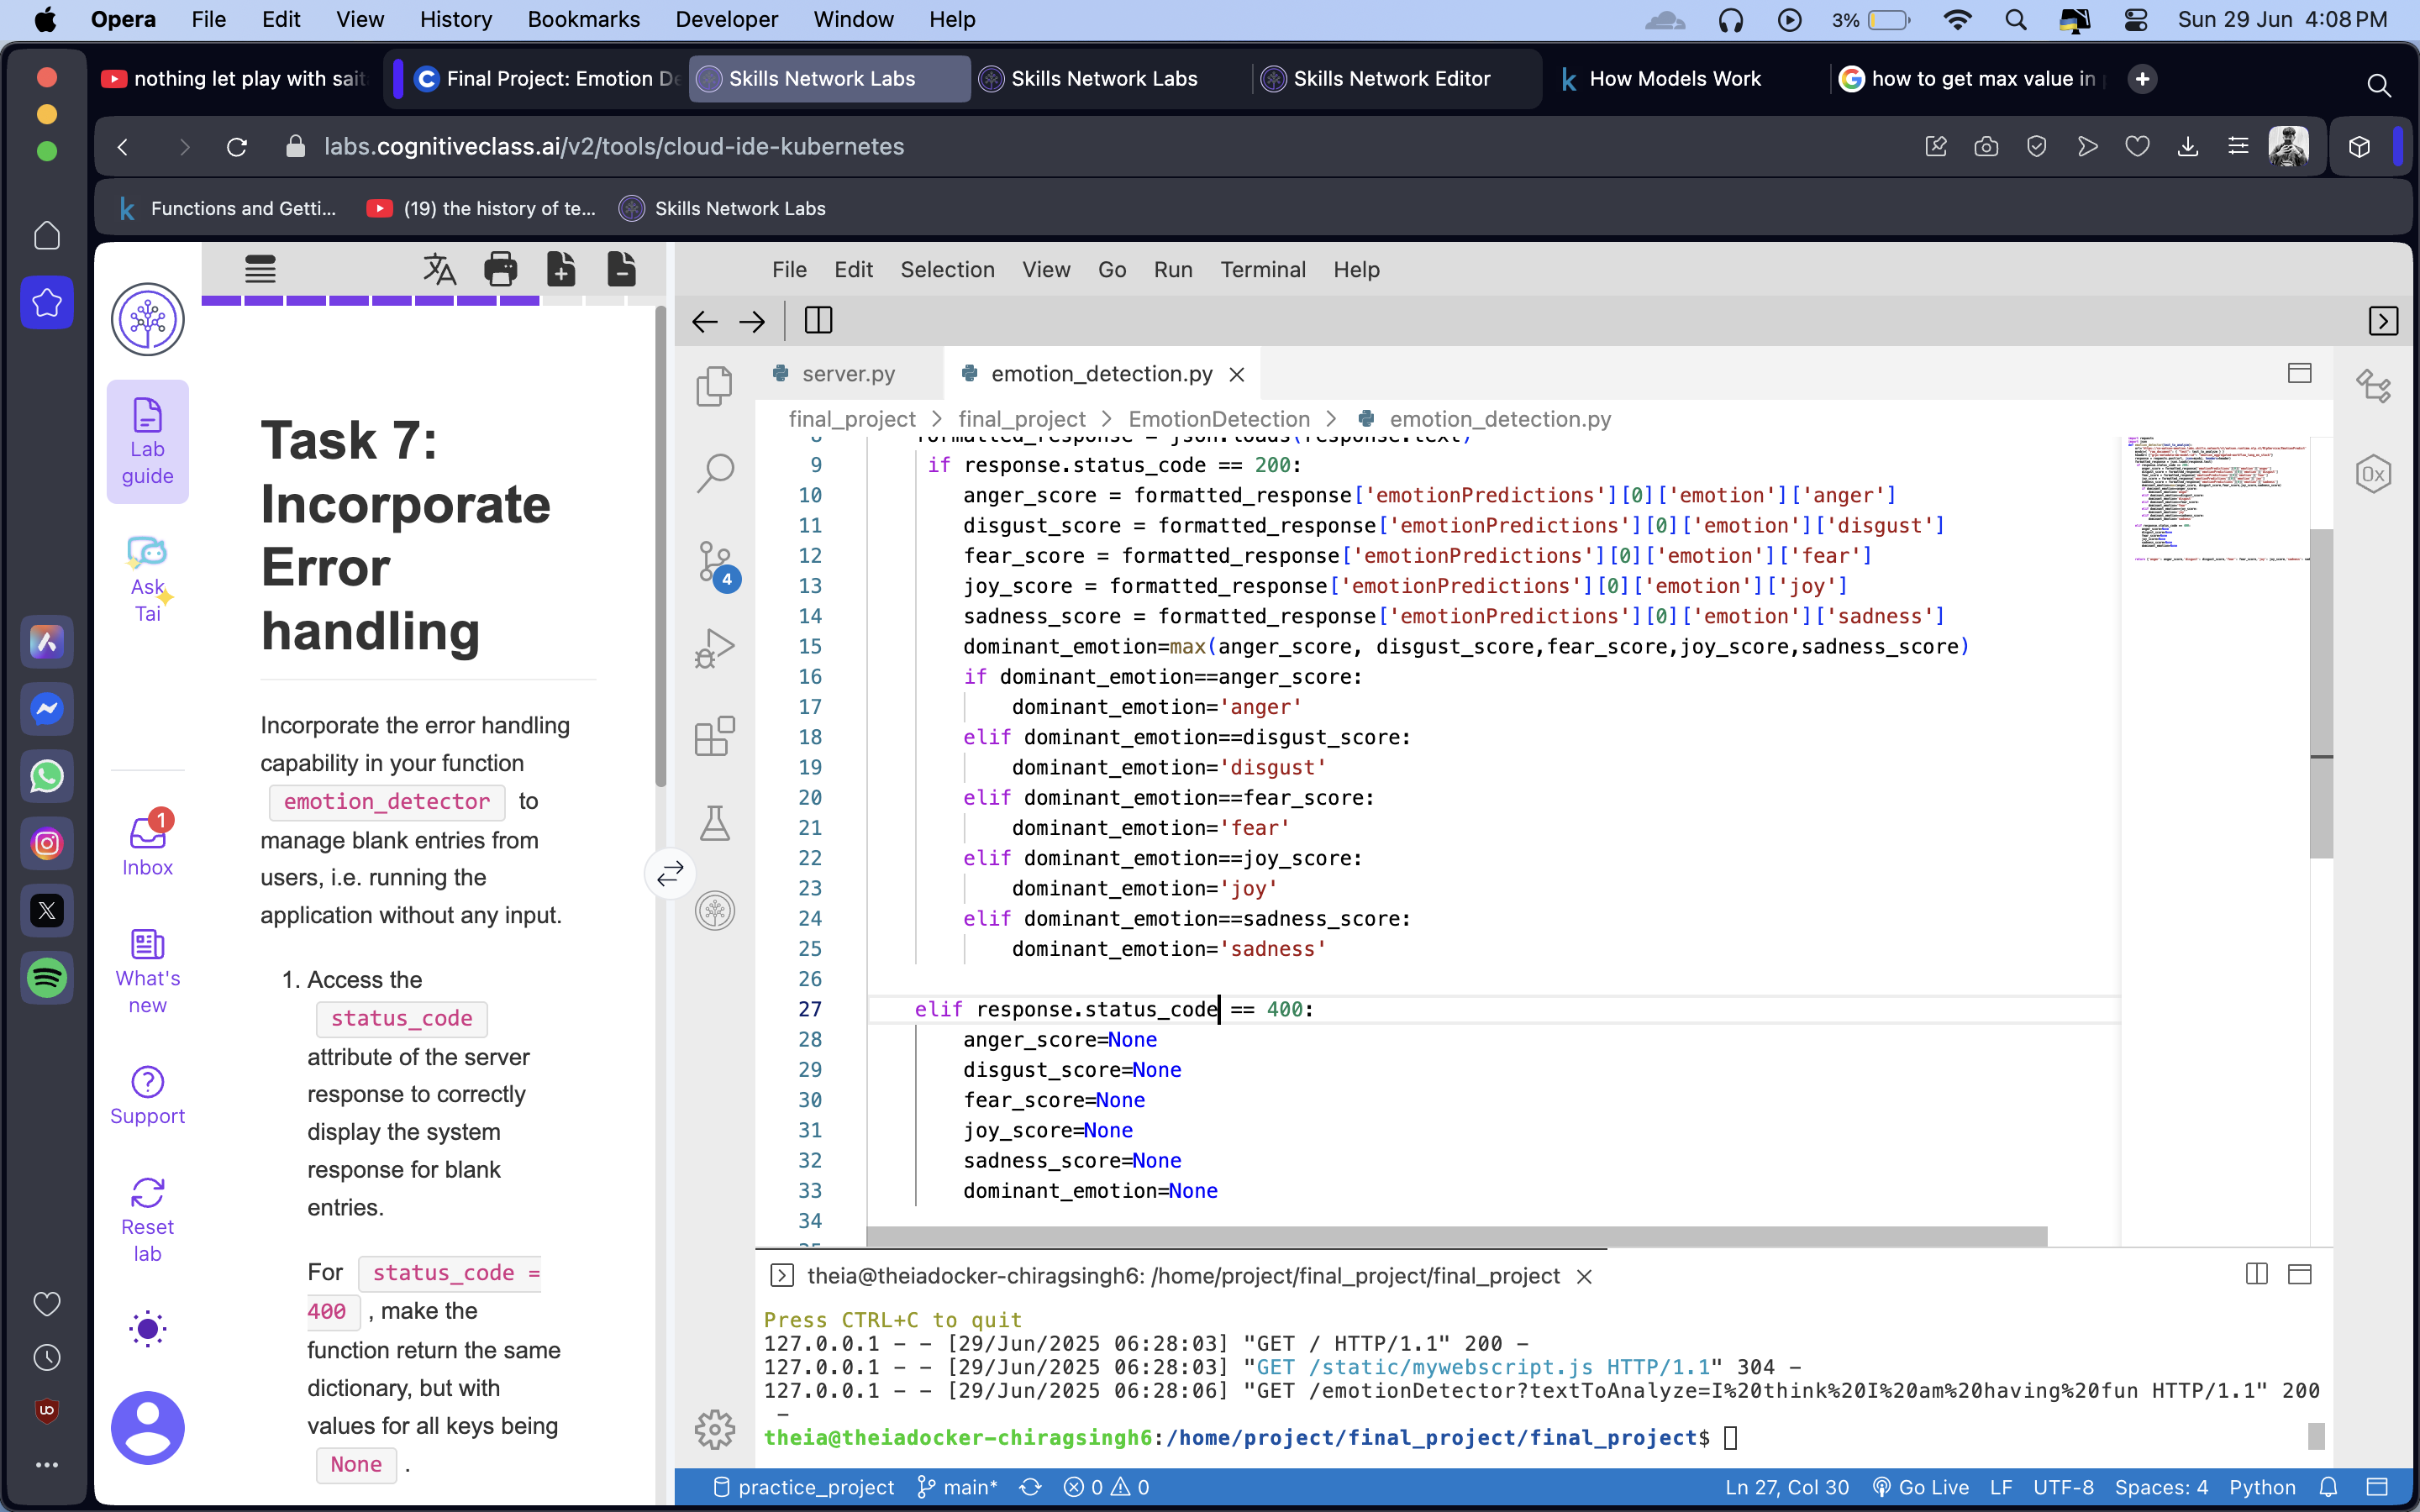 Opera File Edit View History Bookmarks Developer Window Help 3% Sun 29 Jun 4:08 PM
nothing let play with sait
Final Project: Emotion De
Skills Network Labs
Skills Network Labs
Skills Network Editor
How Models Work
how to get max value in
labs.cognitiveclass.ai/v2/tools/cloud-ide-kubernetes
Functions and Getti...
(19) the history of te...
Skills Network Labs
Lab guide
Ask Tai
1
Inbox
What's new
Support
Reset lab
Task 7:
Incorporate
Error
handling
Incorporate the error handling
capability in your function
emotion_detector to
manage blank entries from
users, i.e. running the
application without any input.
1. Access the
status_code
attribute of the server
response to correctly
display the system
response for blank
entries.
For status_code =
400 , make the
function return the same
dictionary, but with
values for all keys being
None .
File Edit Selection View Go Run Terminal Help
4
server.py
emotion_detection.py
final_project > final_project > EmotionDetection > emotion_detection.py
8 formatted_response = json.loads(response.text)
9 if response.status_code == 200:
10 anger_score = formatted_response['emotionPredictions'][0]['emotion']['anger']
11 disgust_score = formatted_response['emotionPredictions'][0]['emotion']['disgust']
12 fear_score = formatted_response['emotionPredictions'][0]['emotion']['fear']
13 joy_score = formatted_response['emotionPredictions'][0]['emotion']['joy']
14 sadness_score = formatted_response['emotionPredictions'][0]['emotion']['sadness']
15 dominant_emotion=max(anger_score, disgust_score,fear_score,joy_score,sadness_score)
16 if dominant_emotion==anger_score:
17 dominant_emotion='anger'
18 elif dominant_emotion==disgust_score:
19 dominant_emotion='disgust'
20 elif dominant_emotion==fear_score:
21 dominant_emotion='fear'
22 elif dominant_emotion==joy_score:
23 dominant_emotion='joy'
24 elif dominant_emotion==sadness_score:
25 dominant_emotion='sadness'
26
27 elif response.status_code == 400:
28 anger_score=None
29 disgust_score=None
30 fear_score=None
31 joy_score=None
32 sadness_score=None
33 dominant_emotion=None
34
theia@theiadocker-chiragsingh6: /home/project/final_project/final_project
Press CTRL+C to quit
127.0.0.1 - - [29/Jun/2025 06:28:03] "GET / HTTP/1.1" 200 -
127.0.0.1 - - [29/Jun/2025 06:28:03] "GET /static/mywebscript.js HTTP/1.1" 304 -
127.0.0.1 - - [29/Jun/2025 06:28:06] "GET /emotionDetector?textToAnalyze=I%20think%20I%20am%20having%20fun HTTP/1.1" 200
-
theia@theiadocker-chiragsingh6:/home/project/final_project/final_project$
practice_project main* 0 0 Ln 27, Col 30 Go Live LF UTF-8 Spaces: 4 Python